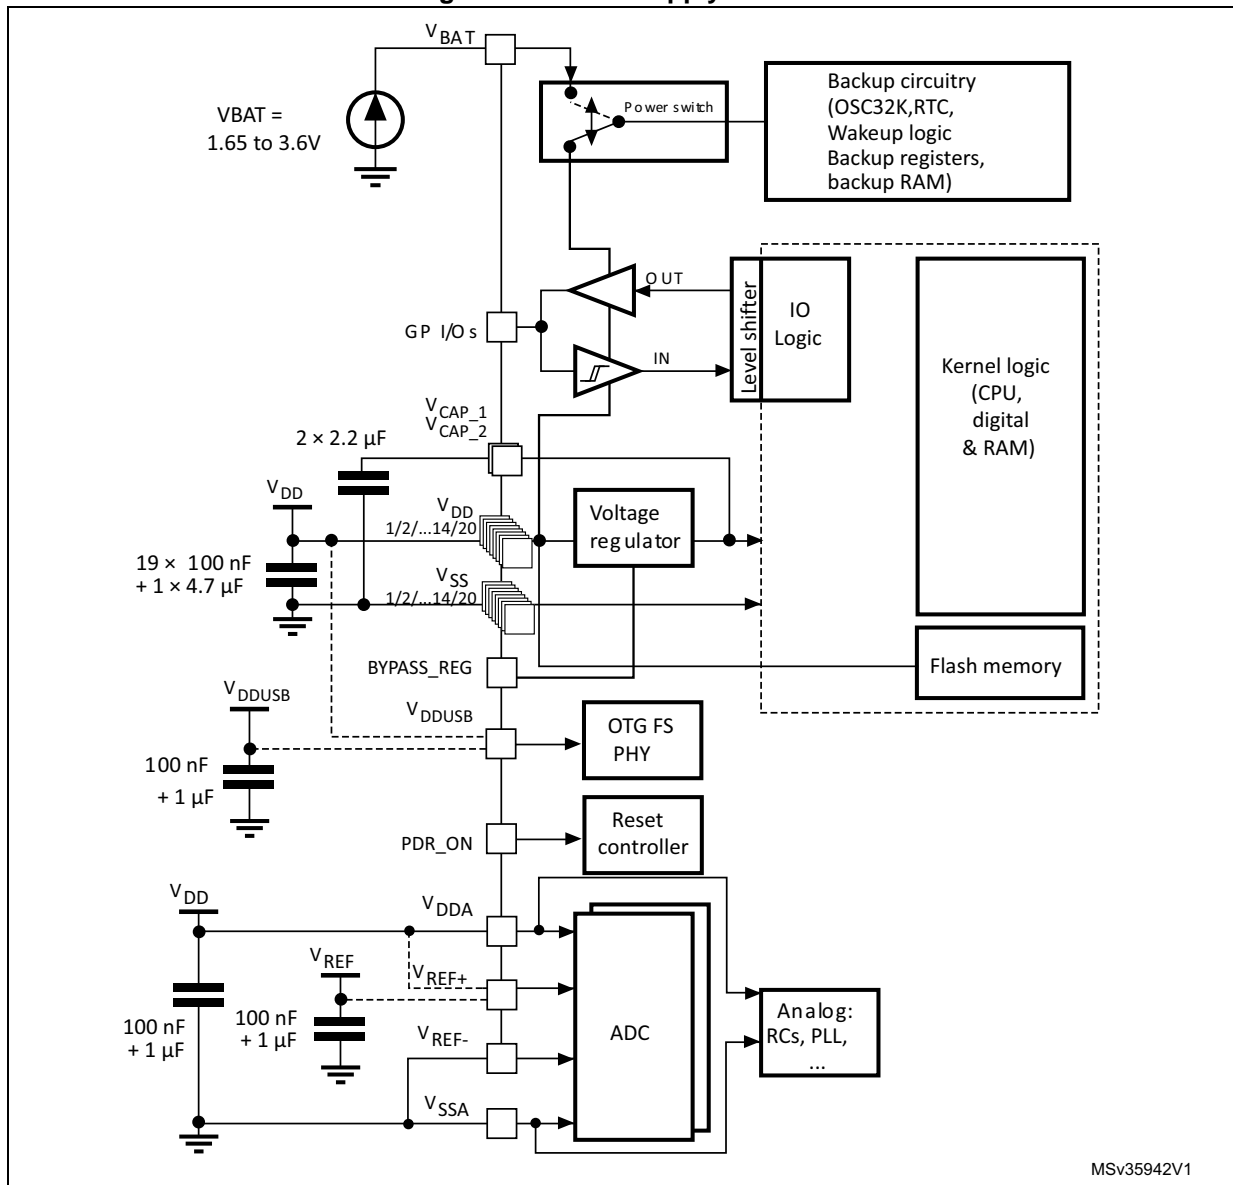 VBAT
VBAT =
1.65 to 3.6V
Power switch
Backup circuitry
(OSC32K,RTC,
Wakeup logic
Backup registers,
backup RAM)
OUT
GP I/Os
IN
Level shifter
IO
Logic
Kernel logic
(CPU,
digital
& RAM)
VCAP_1
VCAP_2
2 × 2.2 μF
VDD
VDD
1/2/...14/20
Voltage
regulator
19 × 100 nF
+ 1 × 4.7 μF
VSS
1/2/...14/20
BYPASS_REG
Flash memory
VDDUSB
VDDUSB
OTG FS
PHY
100 nF
+ 1 μF
PDR_ON
Reset
controller
VDD
VDDA
VREF
VREF+
100 nF
+ 1 μF
100 nF
+ 1 μF
VREF-
ADC
Analog:
RCs, PLL,
...
VSSA
MSv35942V1